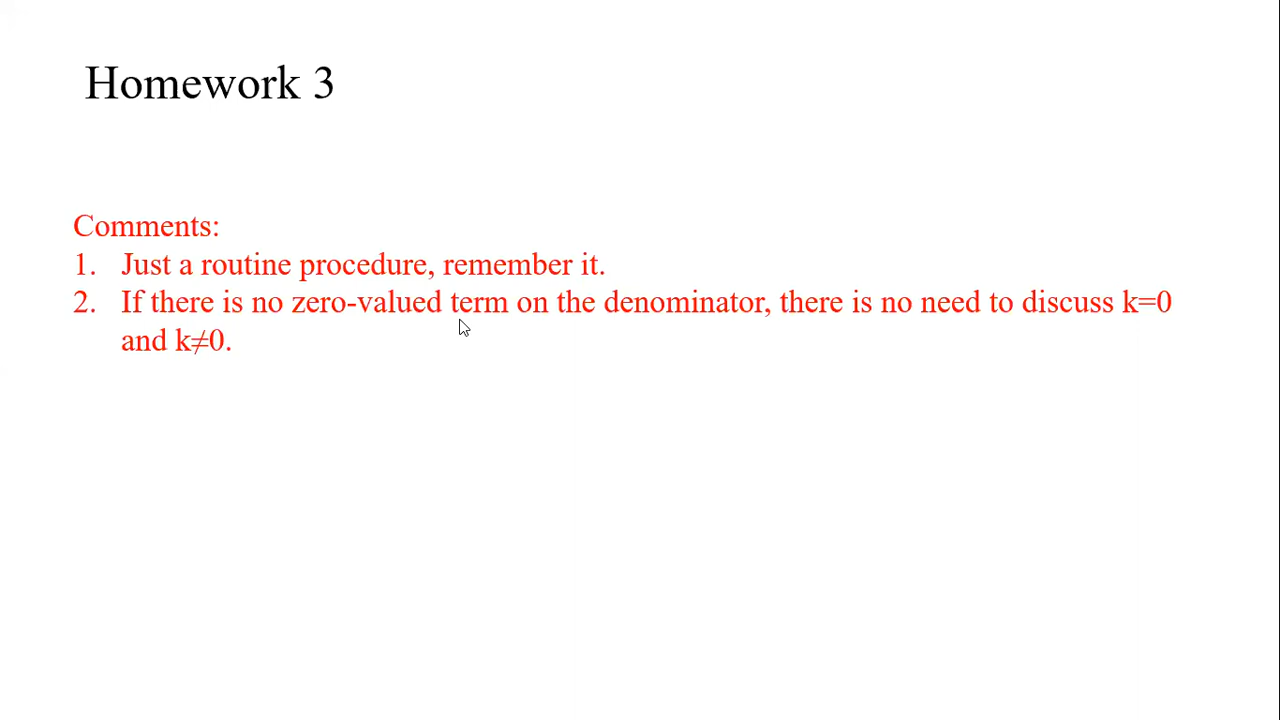 Homework 3
Comments:
1. Just a routine procedure, remember it.
2. If there is no zero-valued term on the denominator, there is no need to discuss k=0
and k≠0.